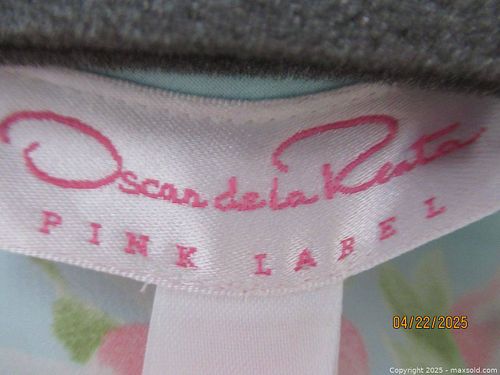 Oscar de la Renta
PINK LABEL
04/22/2025
Copyright 2025 - maxsold.com